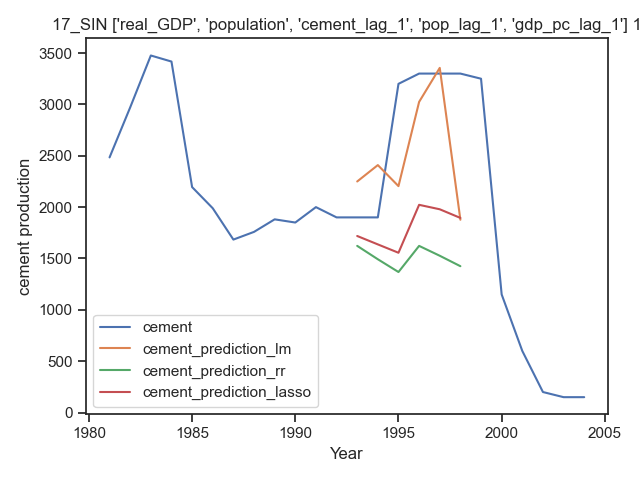 17_SIN ['real_GDP', 'population', 'cement_lag_1', 'pop_lag_1', 'gdp_pc_lag_1'] 1
3500
3000
2500
2000
1500
1000
500
0
cement production
cement
cement_prediction_lm
cement_prediction_rr
cement_prediction_lasso
1980 1985 1990 1995 2000 2005
Year